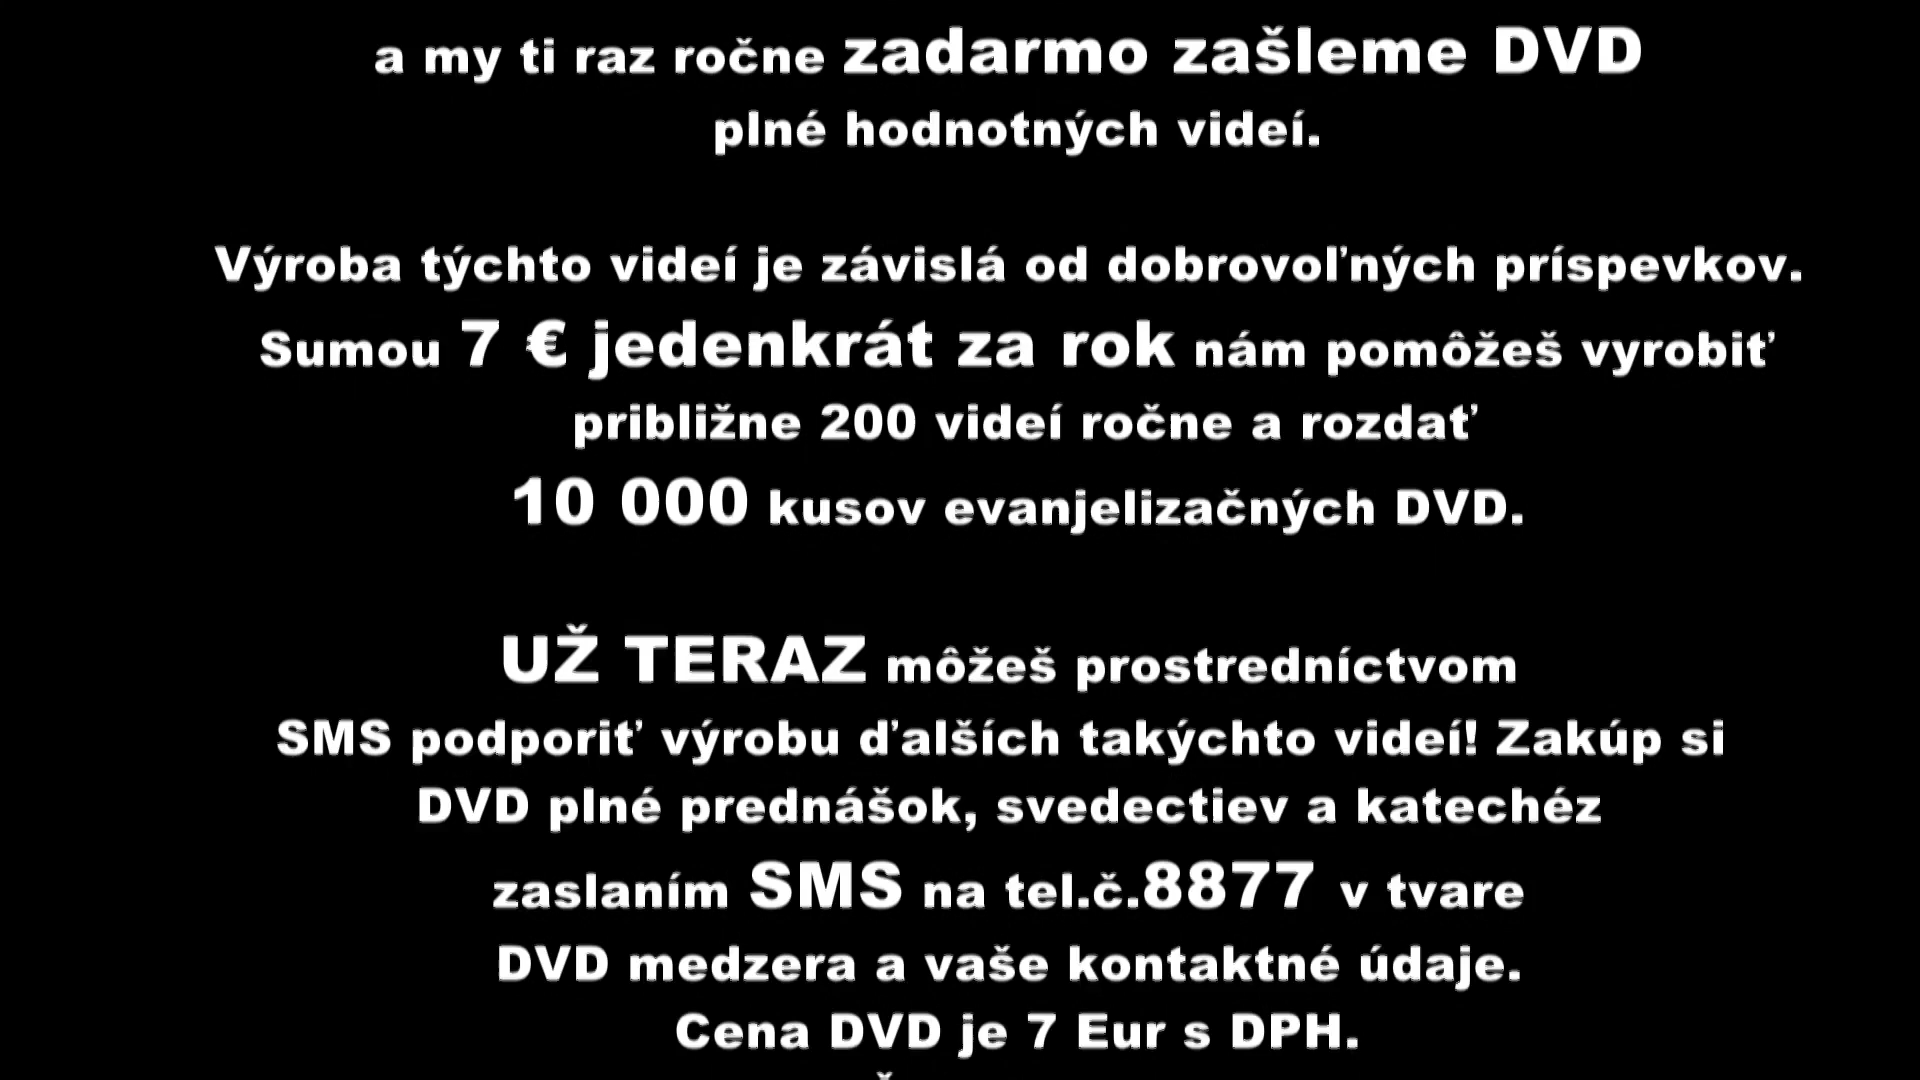 a my ti raz ročne zadarmo zašleme DVD
plné hodnotných videí.
Výroba týchto videí je závislá od dobrovoľných príspevkov.
Sumou 7 € jedenkrát za rok nám pomôžeš vyrobiť
približne 200 videí ročne a rozdať
10 000 kusov evanjelizačných DVD.
UŽ TERAZ môžeš prostredníctvom
SMS podporiť výrobu ďalších takýchto videí! Zakúp si
DVD plné prednášok, svedectiev a katechéz
zaslaním SMS na tel.č.8877 v tvare
DVD medzera a vaše kontaktné údaje.
Cena DVD je 7 Eur s DPH.